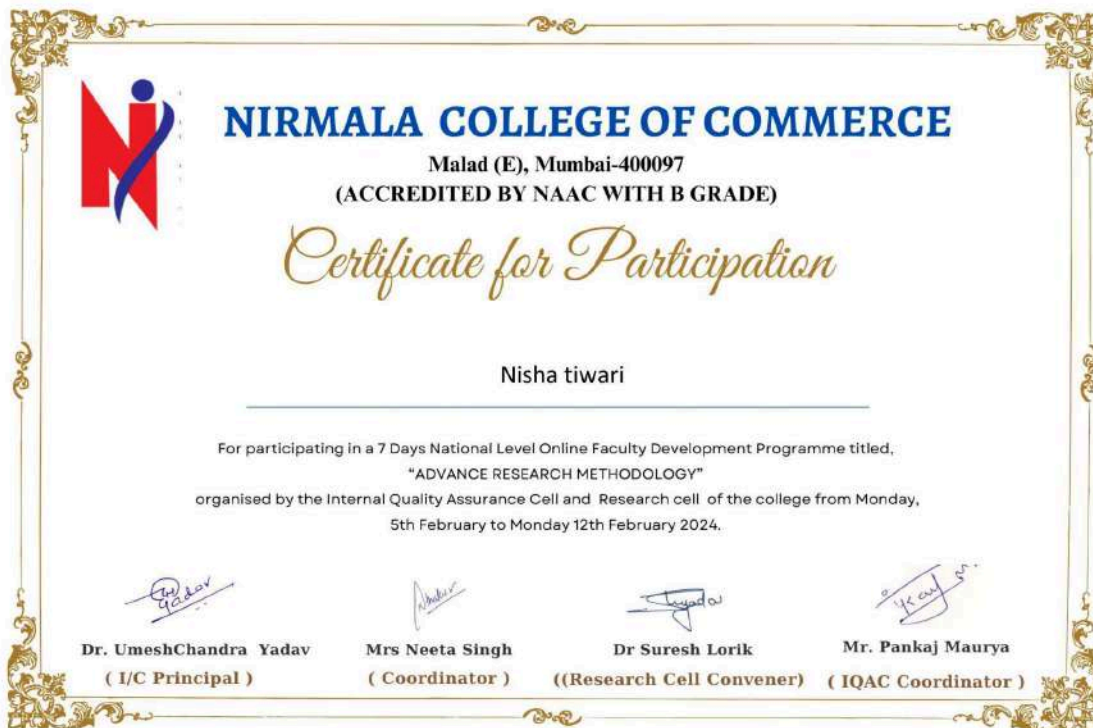 NIRMALA COLLEGE OF COMMERCE
Malad (E), Mumbai-400097
(ACCREDITED BY NAAC WITH B GRADE)
Certificate for Participation
Nisha tiwari
For participating in a 7 Days National Level Online Faculty Development Programme titled,
“ADVANCE RESEARCH METHODOLOGY”
organised by the Internal Quality Assurance Cell and Research cell of the college from Monday,
5th February to Monday 12th February 2024.
Dr. UmeshChandra Yadav Mrs Neeta Singh Dr Suresh Lorik Mr. Pankaj Maurya
( I/C Principal ) ( Coordinator ) ((Research Cell Convener) ( IQAC Coordinator )